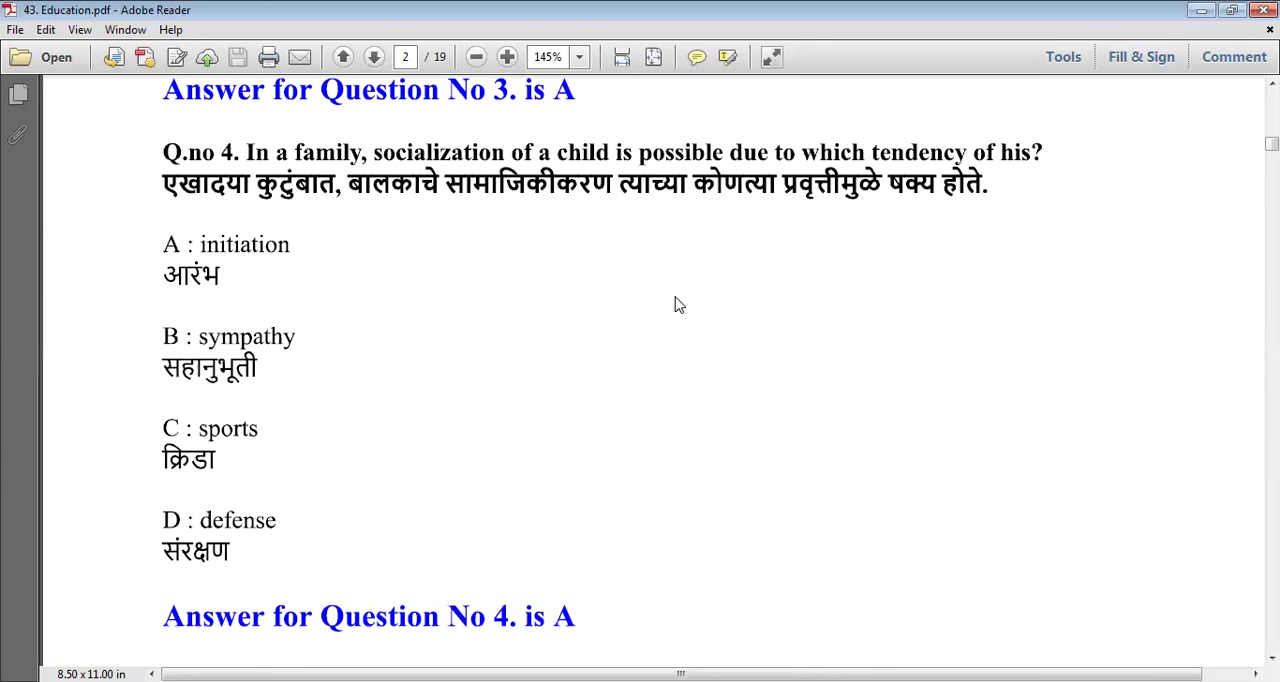 43. Education.pdf - Adobe Reader
File Edit View Window Help
Open 2 / 19 145% Tools Fill & Sign Comment
Answer for Question No 3. is A
Q.no 4. In a family, socialization of a child is possible due to which tendency of his?
एखादया कुटुंबात, बालकाचे सामाजिकीकरण त्याच्या कोणत्या प्रवृत्तीमुळे षक्य होते.
A : initiation
आरंभ
B : sympathy
सहानुभूती
C : sports
क्रिडा
D : defense
संरक्षण
Answer for Question No 4. is A
8.50 x 11.00 in